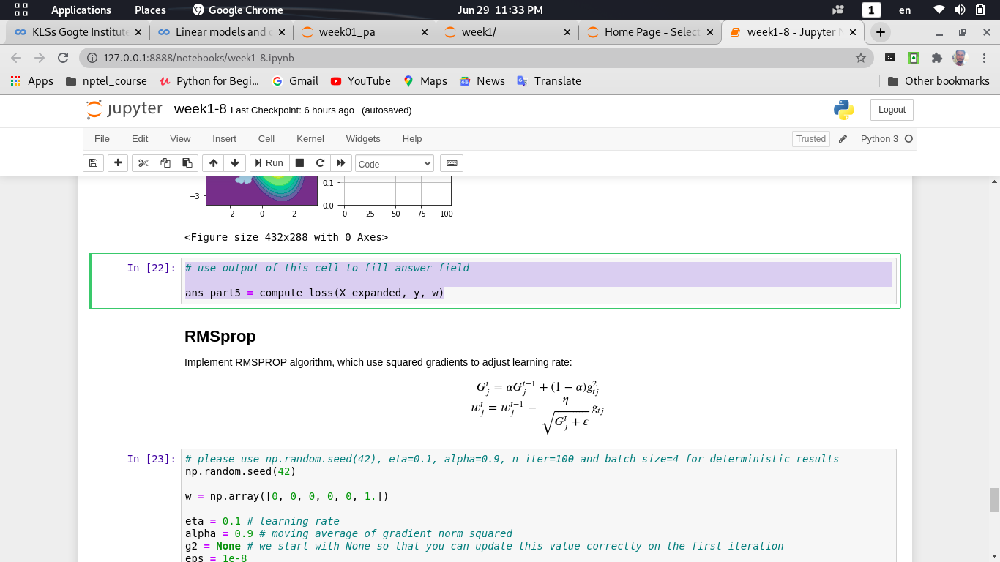 Applications Places Google Chrome Jun 29 11:33 PM 1 en
KLSs Gogte Institute Linear models and o week01_pa week1/ Home Page - Select week1-8 - Jupyter N
127.0.0.1:8888/notebooks/week1-8.ipynb
Apps nptel_course Python for Begi... Gmail YouTube Maps News Translate Other bookmarks
jupyter week1-8 Last Checkpoint: 6 hours ago (autosaved) Logout
File Edit View Insert Cell Kernel Widgets Help Trusted Python 3
Run Code
0.1
−3 0.0
−2 0 2 0 25 50 75 100
<Figure size 432x288 with 0 Axes>
In [22]: # use output of this cell to fill answer field
ans_part5 = compute_loss(X_expanded, y, w)
RMSprop
Implement RMSPROP algorithm, which use squared gradients to adjust learning rate:
G_j^t = αG_j^{t−1} + (1 − α)g_{tj}^2
w_j^t = w_j^{t−1} − η / √(G_j^t + ε) g_{tj}
In [23]: # please use np.random.seed(42), eta=0.1, alpha=0.9, n_iter=100 and batch_size=4 for deterministic results
np.random.seed(42)
w = np.array([0, 0, 0, 0, 0, 1.])
eta = 0.1 # learning rate
alpha = 0.9 # moving average of gradient norm squared
g2 = None # we start with None so that you can update this value correctly on the first iteration
eps = 1e-8